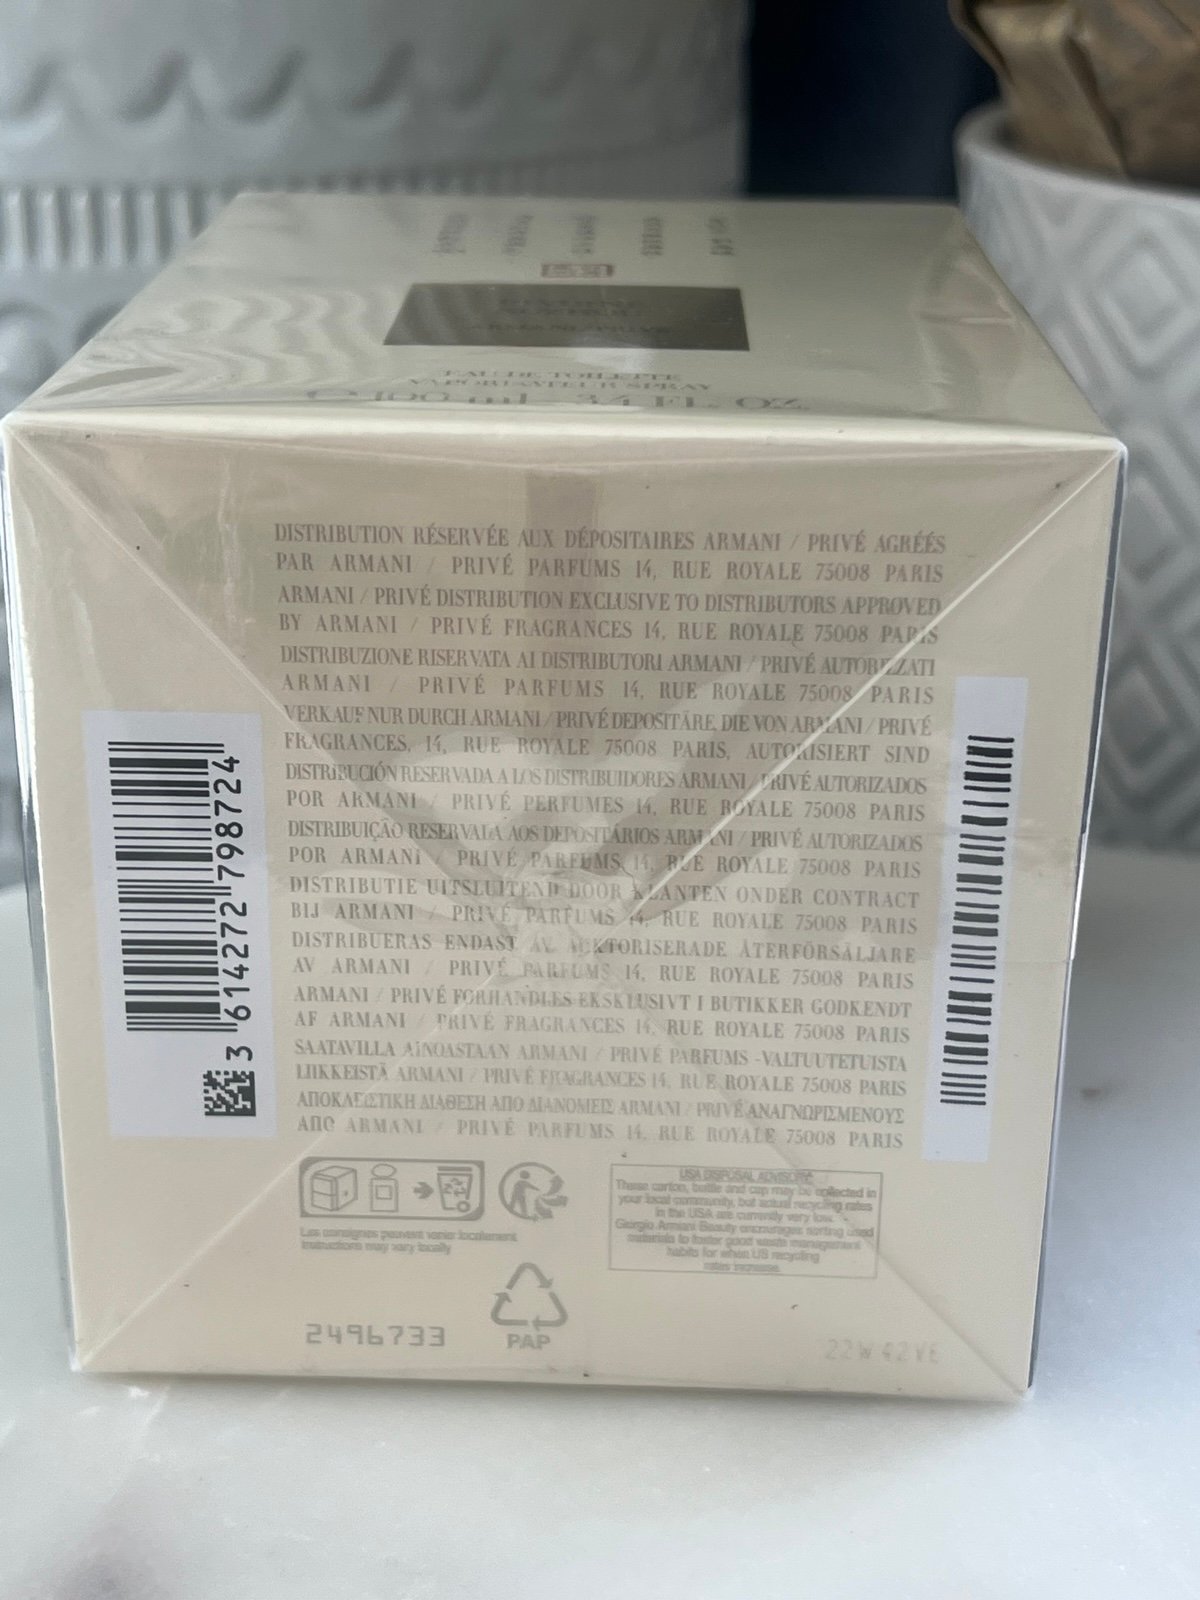 EAU DE TOILETTE
VAPORISATEUR SPRAY
℮ 100 ml - 3.4 FL. OZ.
DISTRIBUTION RÉSERVÉE AUX DÉPOSITAIRES ARMANI / PRIVÉ AGRÉÉS
PAR ARMANI / PRIVÉ PARFUMS 14, RUE ROYALE 75008 PARIS
ARMANI / PRIVÉ DISTRIBUTION EXCLUSIVE TO DISTRIBUTORS APPROVED
BY ARMANI / PRIVÉ FRAGRANCES 14, RUE ROYALE 75008 PARIS
DISTRIBUZIONE RISERVATA AI DISTRIBUTORI ARMANI / PRIVÉ AUTORIZZATI
ARMANI / PRIVÉ PARFUMS 14, RUE ROYALE 75008 PARIS
VERKAUF NUR DURCH ARMANI / PRIVÉ DEPOSITÄRE, DIE VON ARMANI / PRIVÉ
FRAGRANCES, 14, RUE ROYALE 75008 PARIS, AUTORISIERT SIND
DISTRIBUCIÓN RESERVADA A LOS DISTRIBUIDORES ARMANI / PRIVÉ AUTORIZADOS
POR ARMANI / PRIVÉ PERFUMES 14, RUE ROYALE 75008 PARIS
DISTRIBUIÇÃO RESERVADA AOS DEPOSITÁRIOS ARMANI / PRIVÉ AUTORIZADOS
POR ARMANI / PRIVÉ PARFUMS, 14, RUE ROYALE 75008 PARIS
DISTRIBUTIE UITSLUITEND DOOR KLANTEN ONDER CONTRACT
BIJ ARMANI / PRIVÉ PARFUMS 14, RUE ROYALE 75008 PARIS
DISTRIBUERAS ENDAST AV AUKTORISERADE ÅTERFÖRSÄLJARE
AV ARMANI / PRIVÉ PARFUMS 14, RUE ROYALE 75008 PARIS
ARMANI / PRIVÉ FORHANDLES EKSKLUSIVT I BUTIKKER GODKENDT
AF ARMANI / PRIVÉ FRAGRANCES 14, RUE ROYALE 75008 PARIS
SAATAVILLA AINOASTAAN ARMANI / PRIVÉ PARFUMS -VALTUUTETUISTA
LIIKKEISTÄ ARMANI / PRIVÉ FRAGRANCES 14, RUE ROYALE 75008 PARIS
ΑΠΟΚΛΕΙΣΤΙΚΗ ΔΙΑΘΕΣΗ ΑΠΟ ΔΙΑΝΟΜΕΙΣ ARMANI / PRIVÉ ΑΝΑΓΝΩΡΙΣΜΕΝΟΥΣ
ΑΠΟ ARMANI / PRIVÉ PARFUMS 14, RUE ROYALE 75008 PARIS
3 614272 798724
Les consignes peuvent varier localement
Instructions may vary locally
USA DISPOSAL ADVISORY:
These carton, bottle and cap may be collected in
your local community, but actual recycling rates
in the USA are currently very low.
Giorgio Armani Beauty encourages sorting used
materials to foster good waste management
habits for when US recycling
rates increase.
2496733
PAP
22W 42VE